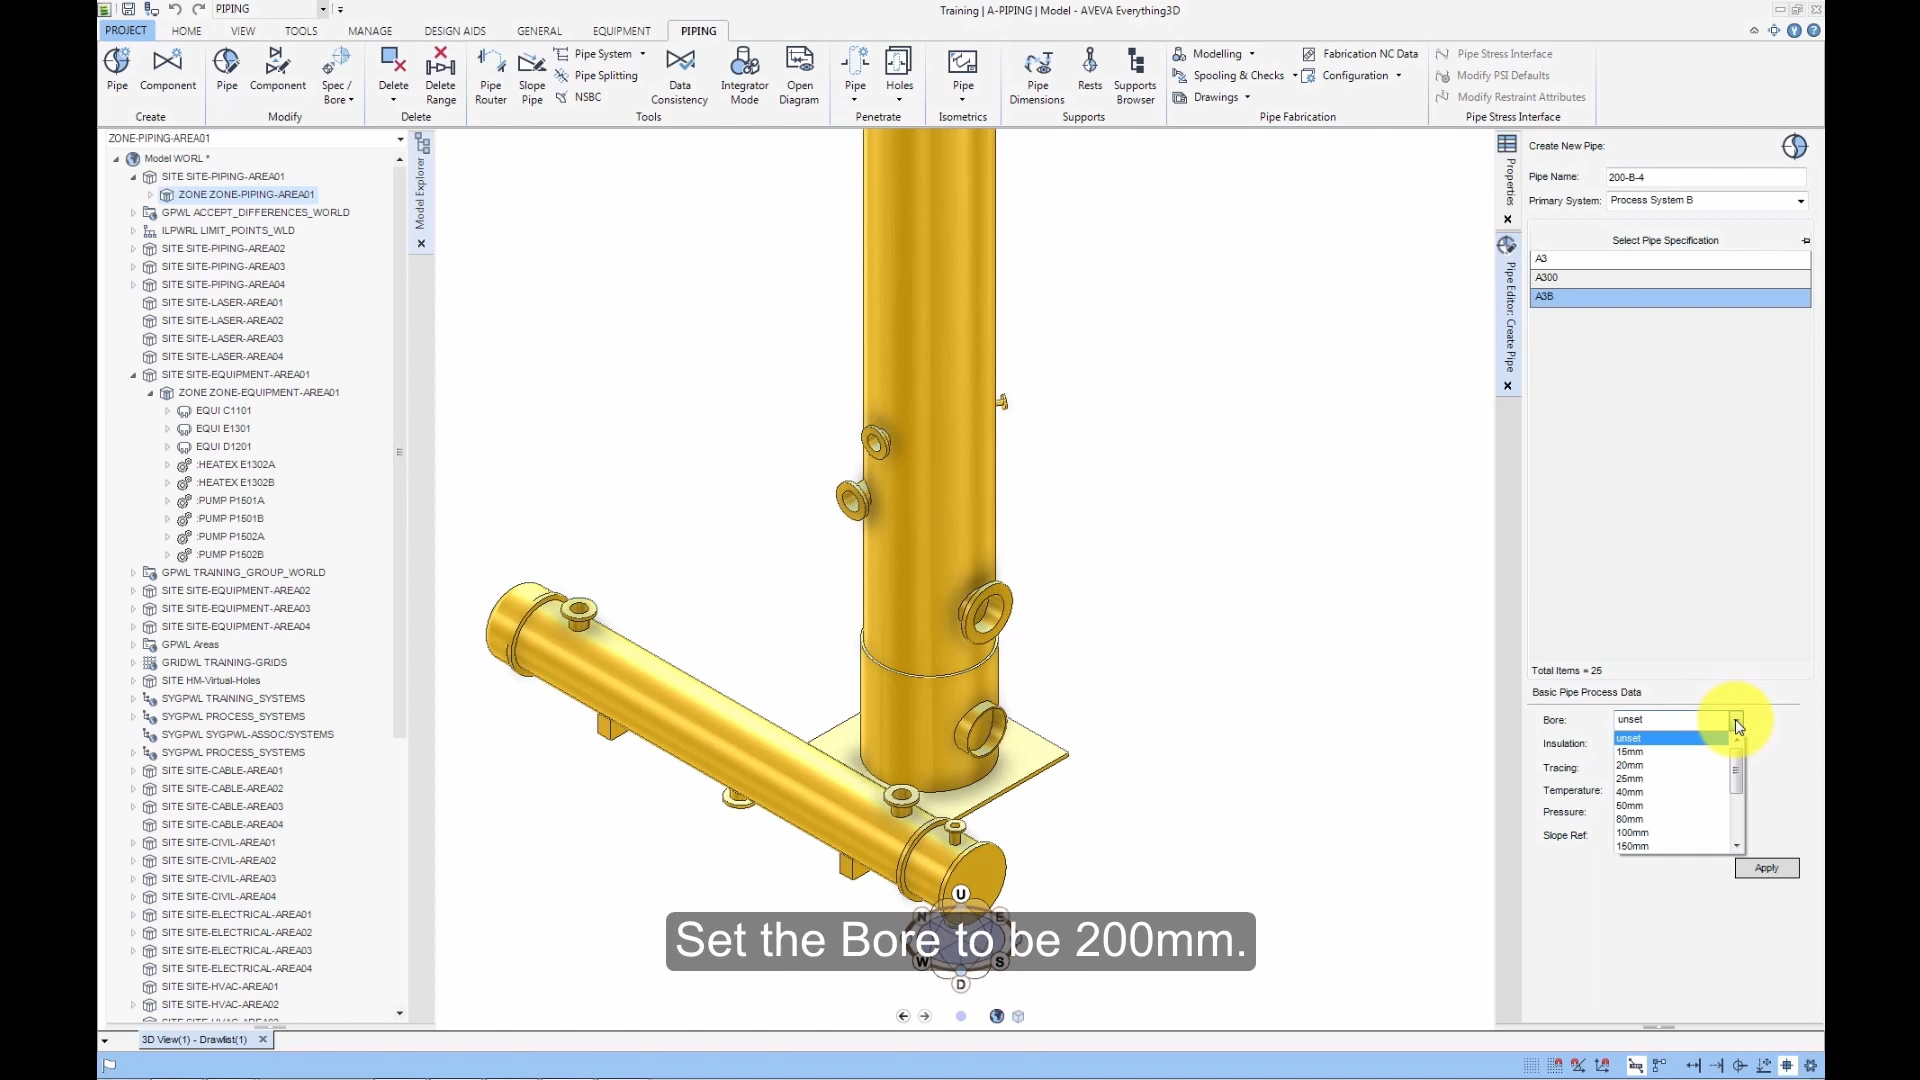 PIPING
Training | A-PIPING | Model - AVEVA Everything3D
PROJECT HOME VIEW TOOLS MANAGE DESIGN AIDS GENERAL EQUIPMENT PIPING
Pipe Component
Create
Pipe Component Spec / Bore
Modify
Delete Delete Range
Delete
Pipe Router Slope Pipe Pipe System Pipe Splitting NSBC Data Consistency Integrator Mode Open Diagram
Tools
Pipe Holes
Penetrate
Pipe
Isometrics
Pipe Dimensions Rests Supports Browser
Supports
Modelling Fabrication NC Data
Spooling & Checks Configuration
Drawings
Pipe Fabrication
Pipe Stress Interface
Modify PSI Defaults
Modify Restraint Attributes
Pipe Stress Interface
ZONE-PIPING-AREA01
Model WORL *
SITE SITE-PIPING-AREA01
ZONE ZONE-PIPING-AREA01
GPWL ACCEPT_DIFFERENCES_WORLD
ILPWRL LIMIT_POINTS_WLD
SITE SITE-PIPING-AREA02
SITE SITE-PIPING-AREA03
SITE SITE-PIPING-AREA04
SITE SITE-LASER-AREA01
SITE SITE-LASER-AREA02
SITE SITE-LASER-AREA03
SITE SITE-LASER-AREA04
SITE SITE-EQUIPMENT-AREA01
ZONE ZONE-EQUIPMENT-AREA01
EQUI C1101
EQUI E1301
EQUI D1201
:HEATEX E1302A
:HEATEX E1302B
:PUMP P1501A
:PUMP P1501B
:PUMP P1502A
:PUMP P1502B
GPWL TRAINING_GROUP_WORLD
SITE SITE-EQUIPMENT-AREA02
SITE SITE-EQUIPMENT-AREA03
SITE SITE-EQUIPMENT-AREA04
GPWL Areas
GRIDWL TRAINING-GRIDS
SITE HM-Virtual-Holes
SYGPWL TRAINING_SYSTEMS
SYGPWL PROCESS_SYSTEMS
SYGPWL SYGPWL-ASSOC/SYSTEMS
SYGPWL PROCESS_SYSTEMS
SITE SITE-CABLE-AREA01
SITE SITE-CABLE-AREA02
SITE SITE-CABLE-AREA03
SITE SITE-CABLE-AREA04
SITE SITE-CIVIL-AREA01
SITE SITE-CIVIL-AREA02
SITE SITE-CIVIL-AREA03
SITE SITE-CIVIL-AREA04
SITE SITE-ELECTRICAL-AREA01
SITE SITE-ELECTRICAL-AREA02
SITE SITE-ELECTRICAL-AREA03
SITE SITE-ELECTRICAL-AREA04
SITE SITE-HVAC-AREA01
SITE SITE-HVAC-AREA02
SITE SITE-HVAC-AREA03
Model Explorer
U
N E
W S
D
Set the Bore to be 200mm.
Properties
Pipe Editor: Create Pipe
Create New Pipe:
Pipe Name: 200-B-4
Primary System: Process System B
Select Pipe Specification
A3
A300
A3B
Total Items = 25
Basic Pipe Process Data
Bore: unset
Insulation:
Tracing:
Temperature:
Pressure:
Slope Ref:
unset
15mm
20mm
25mm
40mm
50mm
80mm
100mm
150mm
Apply
3D View(1) - Drawlist(1)